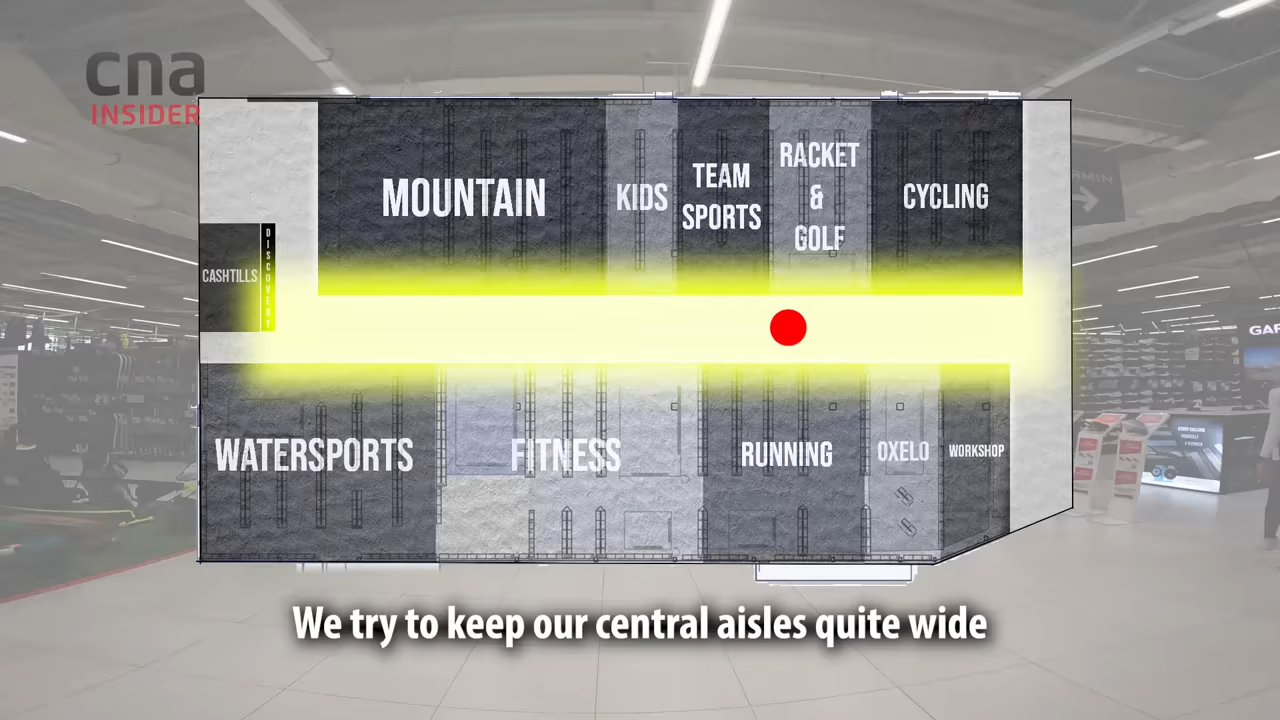 cna
INSIDER
MOUNTAIN
KIDS
TEAM
SPORTS
RACKET
&
GOLF
CYCLING
CASHTILLS
DISCOVERY
WATERSPORTS
FITNESS
RUNNING
OXELO
WORKSHOP
GAR
We try to keep our central aisles quite wide